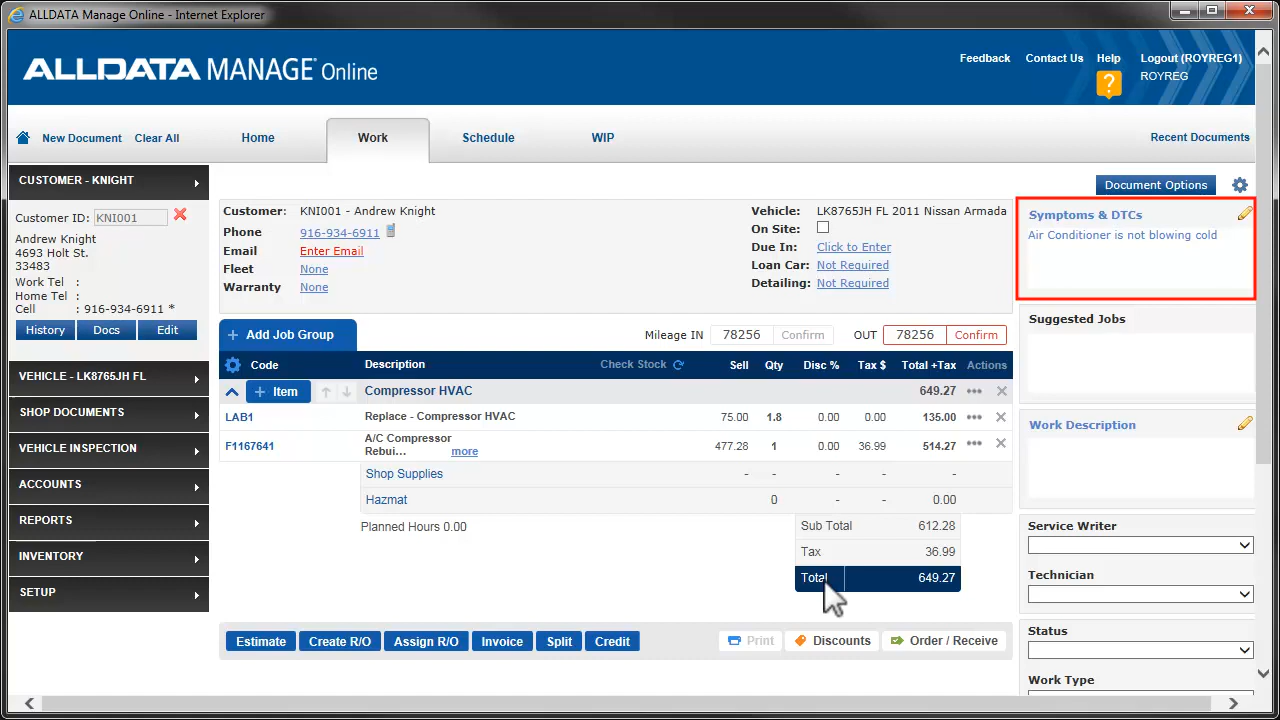 ALLDATA Manage Online - Internet Explorer
ALLDATA MANAGE® Online
Feedback Contact Us Help Logout (ROYREG1)
ROYREG
?
New Document Clear All Home Work Schedule WIP Recent Documents
Document Options
CUSTOMER - KNIGHT
Customer ID: KNI001
Andrew Knight
4693 Holt St.
33483
Work Tel :
Home Tel :
Cell : 916-934-6911 *
History Docs Edit
VEHICLE - LK8765JH FL
SHOP DOCUMENTS
VEHICLE INSPECTION
ACCOUNTS
REPORTS
INVENTORY
SETUP
Customer: KNI001 - Andrew Knight
Phone 916-934-6911
Email Enter Email
Fleet None
Warranty None
Vehicle: LK8765JH FL 2011 Nissan Armada
On Site:
Due In: Click to Enter
Loan Car: Not Required
Detailing: Not Required
+ Add Job Group Mileage IN 78256 Confirm OUT 78256 Confirm
Code Description Check Stock Sell Qty Disc % Tax $ Total +Tax Actions
+ Item Compressor HVAC 649.27
LAB1 Replace - Compressor HVAC 75.00 1.8 0.00 0.00 135.00
F1167641 A/C Compressor Rebui... more 477.28 1 0.00 36.99 514.27
Shop Supplies - - - - -
Hazmat 0 - - 0.00
Planned Hours 0.00
Sub Total 612.28
Tax 36.99
Total 649.27
Estimate Create R/O Assign R/O Invoice Split Credit Print Discounts Order / Receive
Symptoms & DTCs
Air Conditioner is not blowing cold
Suggested Jobs
Work Description
Service Writer
Technician
Status
Work Type